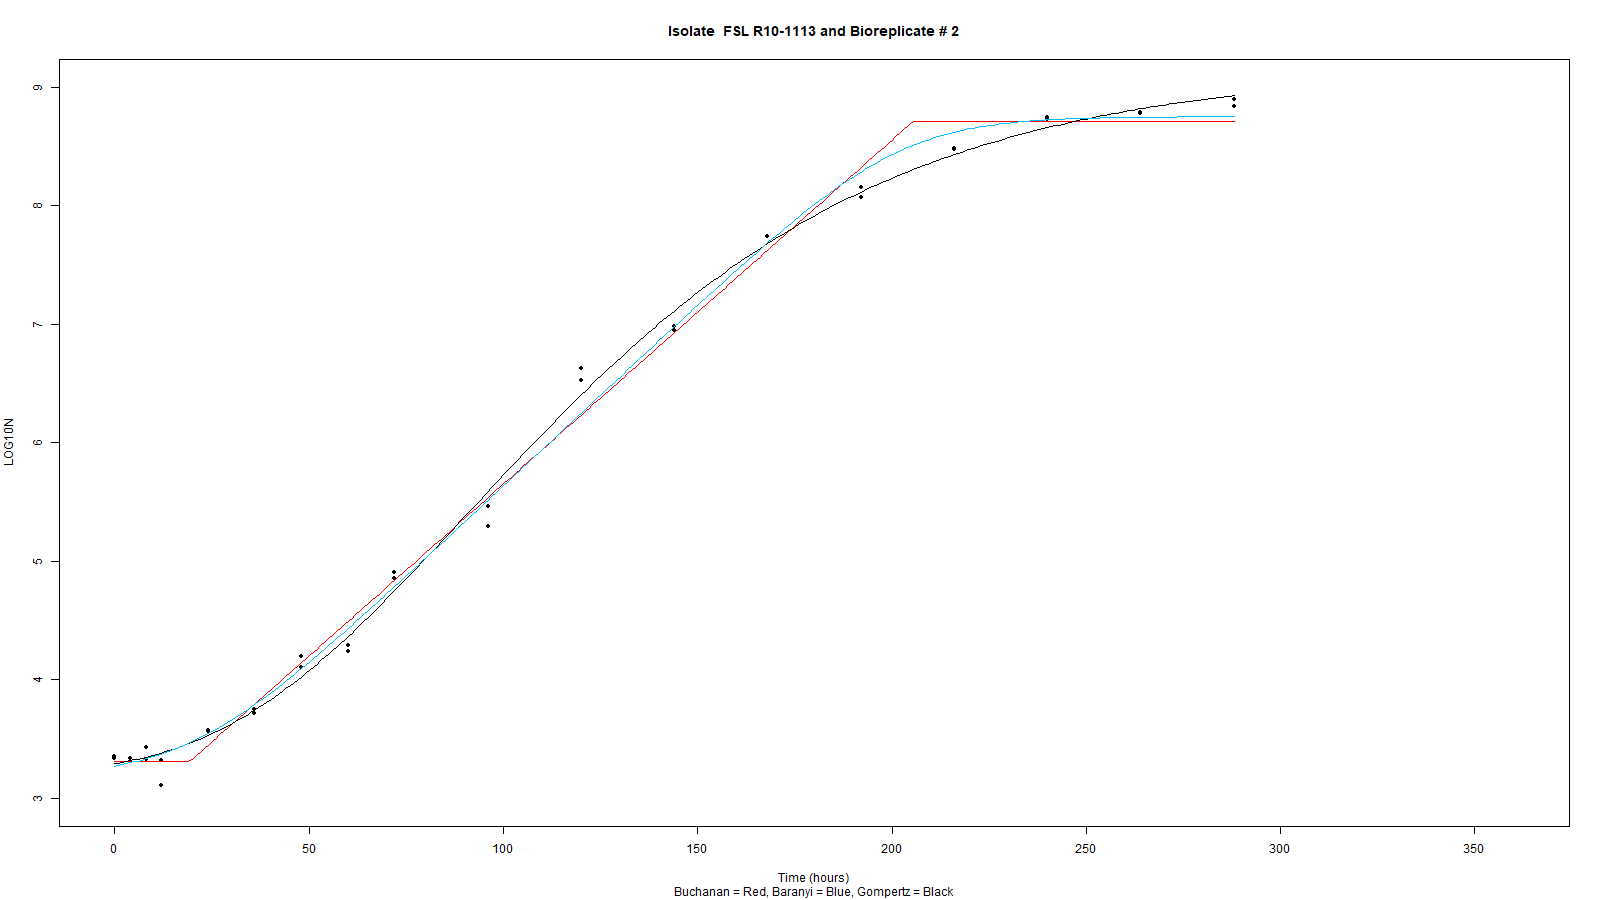 Isolate  FSL R10-1113 and Bioreplicate # 2
9
8
7
6
5
4
3
LOG10N
0 50 100 150 200 250 300 350
Time (hours)
Buchanan = Red, Baranyi = Blue, Gompertz = Black